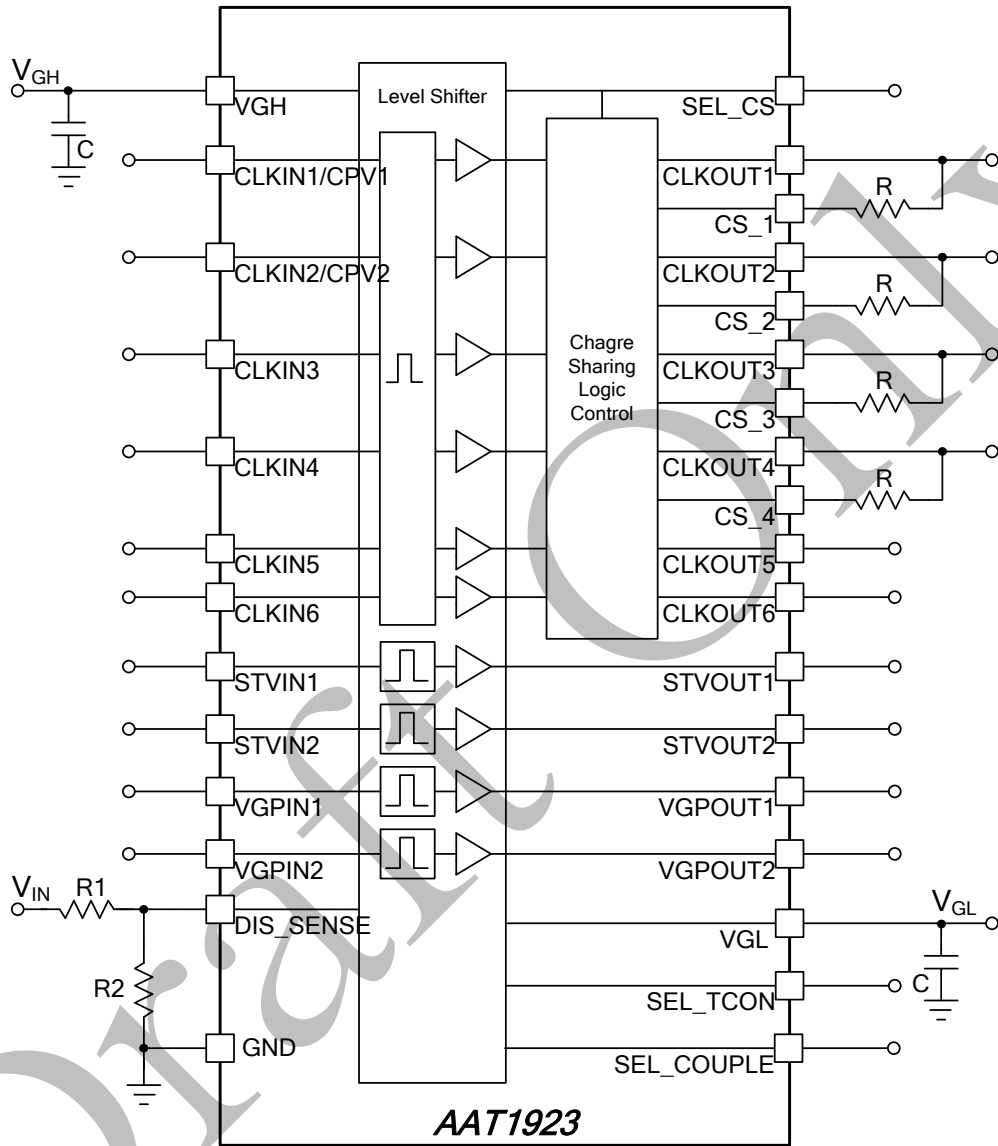 VGH
VGH
Level Shifter
SEL_CS
C
CLKIN1/CPV1
CLKOUT1
R
CS_1
CLKIN2/CPV2
CLKOUT2
R
CS_2
CLKIN3
Chagre
Sharing
Logic
Control
CLKOUT3
R
CS_3
CLKIN4
CLKOUT4
R
CS_4
CLKIN5
CLKOUT5
CLKIN6
CLKOUT6
STVIN1
STVOUT1
STVIN2
STVOUT2
VGPIN1
VGPOUT1
VGPIN2
VGPOUT2
VIN
R1
DIS_SENSE
VGL
VGL
R2
C
SEL_TCON
GND
SEL_COUPLE
AAT1923
Draft Only